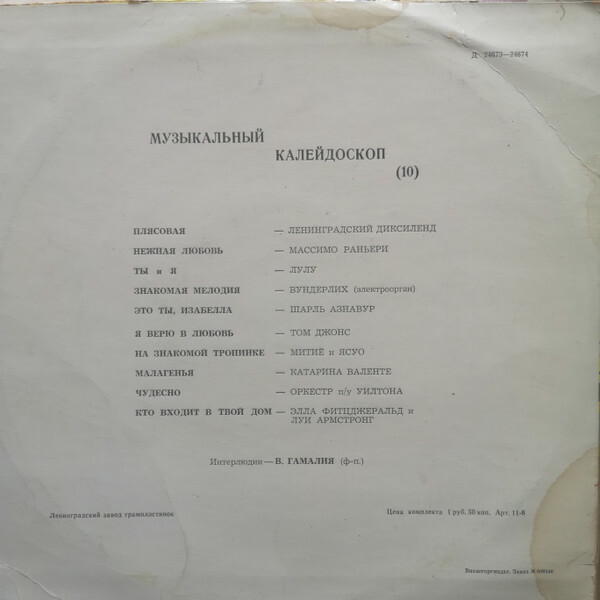 Д 24673—24674
МУЗЫКАЛЬНЫЙ
КАЛЕЙДОСКОП
(10)
ПЛЯСОВАЯ — ЛЕНИНГРАДСКИЙ ДИКСИЛЕНД
НЕЖНАЯ ЛЮБОВЬ — МАССИМО РАНЬЕРИ
ТЫ и Я — ЛУЛУ
ЗНАКОМАЯ МЕЛОДИЯ — ВУНДЕРЛИХ (электроорган)
ЭТО ТЫ, ИЗАБЕЛЛА — ШАРЛЬ АЗНАВУР
Я ВЕРЮ В ЛЮБОВЬ — ТОМ ДЖОНС
НА ЗНАКОМОЙ ТРОПИНКЕ — МИТИЁ и ЯСУО
МАЛАГЕНЬЯ — КАТАРИНА ВАЛЕНТЕ
ЧУДЕСНО — ОРКЕСТР п/у УИЛТОНА
КТО ВХОДИТ В ТВОЙ ДОМ — ЭЛЛА ФИТЦДЖЕРАЛЬД и
ЛУИ АРМСТРОНГ
Интерлюдии — В. ГАМАЛИЯ (ф-п.)
Ленинградский завод грампластинок
Цена комплекта 1 руб. 50 коп. Арт. 11-8
Внешторгиздат. Заказ